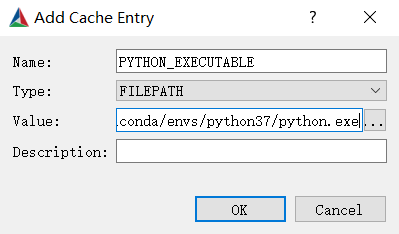 Add Cache Entry
?
Name: PYTHON_EXECUTABLE
Type: FILEPATH
Value: conda/envs/python37/python.exe ...
Description:
OK Cancel